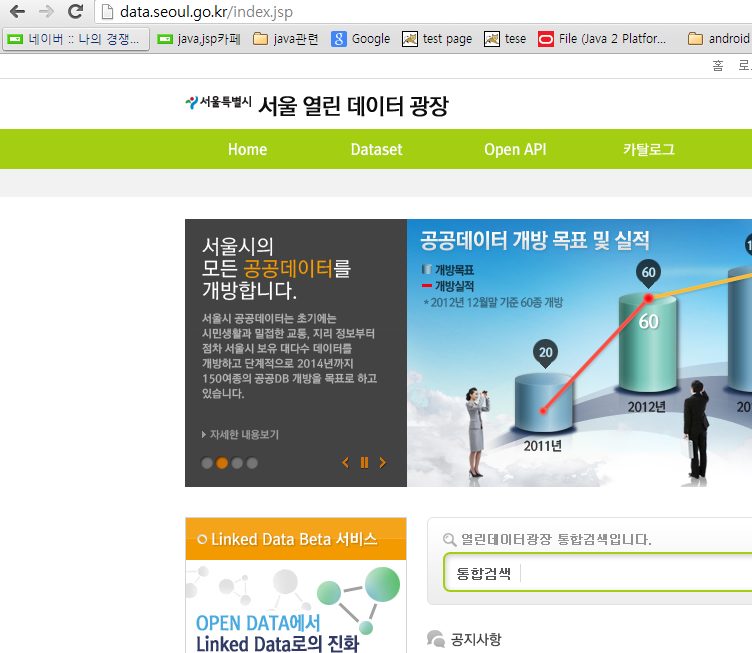 data.seoul.go.kr/index.jsp
네이버 :: 나의 경쟁...
java,jsp카페
java관련
Google
test page
tese
File (Java 2 Platfor...
android
홈
서울특별시 서울 열린 데이터 광장
Home
Dataset
Open API
카탈로그
서울시의
모든 공공데이터를
개방합니다.
서울시 공공데이터는 초기에는
시민생활과 밀접한 교통, 지리 정보부터
점차 서울시 보유 대다수 데이터를
개방하고 단계적으로 2014년까지
150여종의 공공DB 개방을 목표로 하고
있습니다.
자세한 내용보기
공공데이터 개방 목표 및 실적
개방목표
개방실적
*2012년 12월말 기준 60종 개방
20
2011년
60
60
2012년
Linked Data Beta 서비스
OPEN DATA에서
Linked Data로의 진화
열린데이터광장 통합검색입니다.
통합검색
공지사항